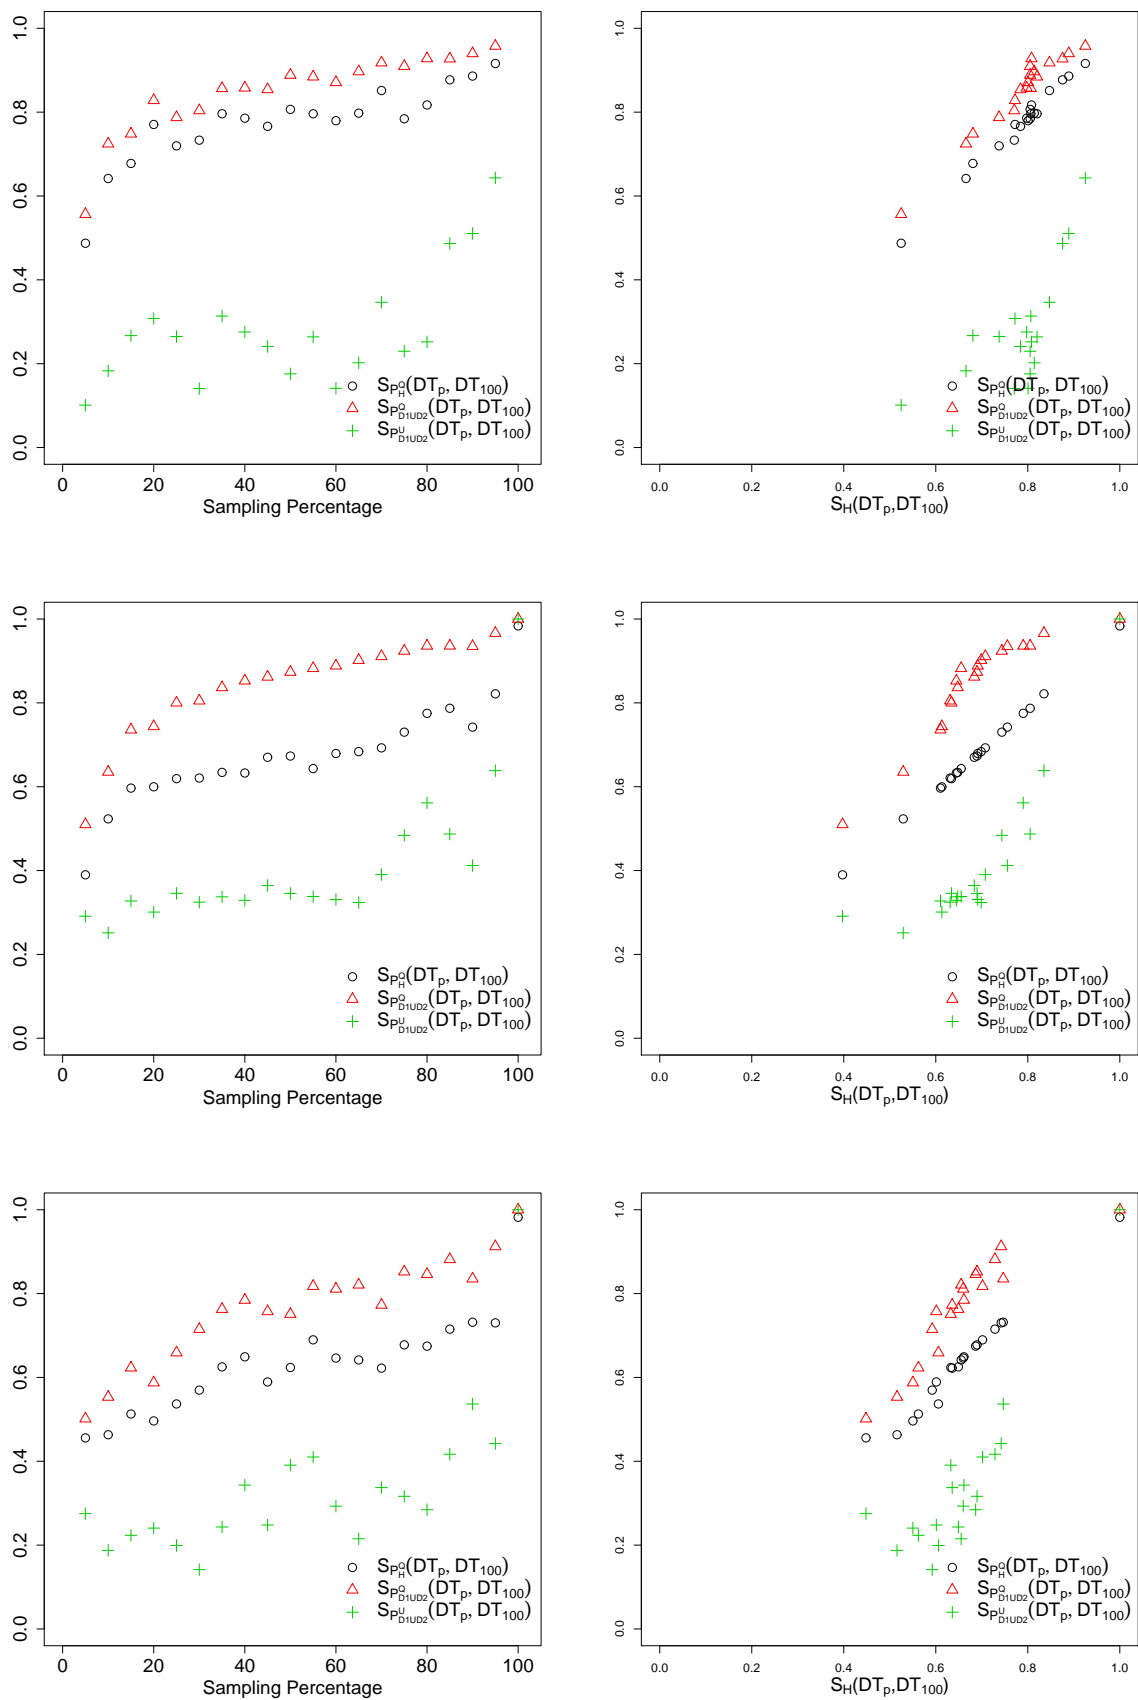 1.0
0.8
0.6
0.4
0.2
0.0
S_{P_H^Q}(DT_p, DT_100)
S_{P_{D1UD2}^Q}(DT_p, DT_100)
S_{P_{D1UD2}^U}(DT_p, DT_100)
0 20 40 60 80 100
Sampling Percentage
1.0
0.8
0.6
0.4
0.2
0.0
S_{P_H^Q}(DT_p, DT_100)
S_{P_{D1UD2}^Q}(DT_p, DT_100)
S_{P_{D1UD2}^U}(DT_p, DT_100)
0.0 0.2 0.4 0.6 0.8 1.0
S_H(DT_p,DT_100)
1.0
0.8
0.6
0.4
0.2
0.0
S_{P_H^Q}(DT_p, DT_100)
S_{P_{D1UD2}^Q}(DT_p, DT_100)
S_{P_{D1UD2}^U}(DT_p, DT_100)
0 20 40 60 80 100
Sampling Percentage
1.0
0.8
0.6
0.4
0.2
0.0
S_{P_H^Q}(DT_p, DT_100)
S_{P_{D1UD2}^Q}(DT_p, DT_100)
S_{P_{D1UD2}^U}(DT_p, DT_100)
0.0 0.2 0.4 0.6 0.8 1.0
S_H(DT_p,DT_100)
1.0
0.8
0.6
0.4
0.2
0.0
S_{P_H^Q}(DT_p, DT_100)
S_{P_{D1UD2}^Q}(DT_p, DT_100)
S_{P_{D1UD2}^U}(DT_p, DT_100)
0 20 40 60 80 100
Sampling Percentage
1.0
0.8
0.6
0.4
0.2
0.0
S_{P_H^Q}(DT_p, DT_100)
S_{P_{D1UD2}^Q}(DT_p, DT_100)
S_{P_{D1UD2}^U}(DT_p, DT_100)
0.0 0.2 0.4 0.6 0.8 1.0
S_H(DT_p,DT_100)